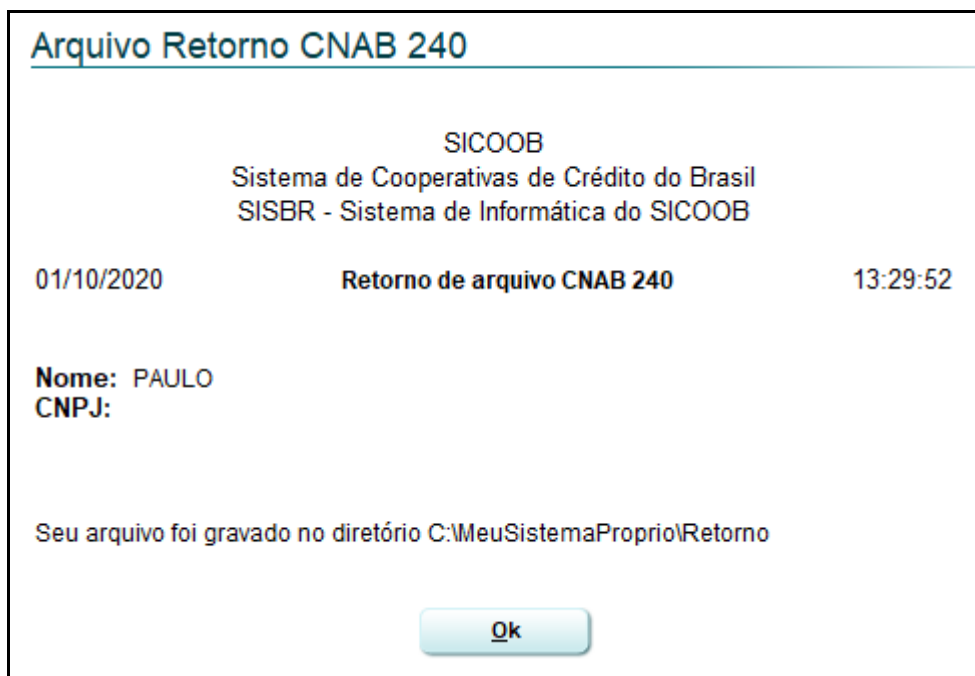 Arquivo Retorno CNAB 240
SICOOB
Sistema de Cooperativas de Crédito do Brasil
SISBR - Sistema de Informática do SICOOB
01/10/2020 Retorno de arquivo CNAB 240 13:29:52
Nome: PAULO
CNPJ:
Seu arquivo foi gravado no diretório C:\MeuSistemaProprio\Retorno
Ok